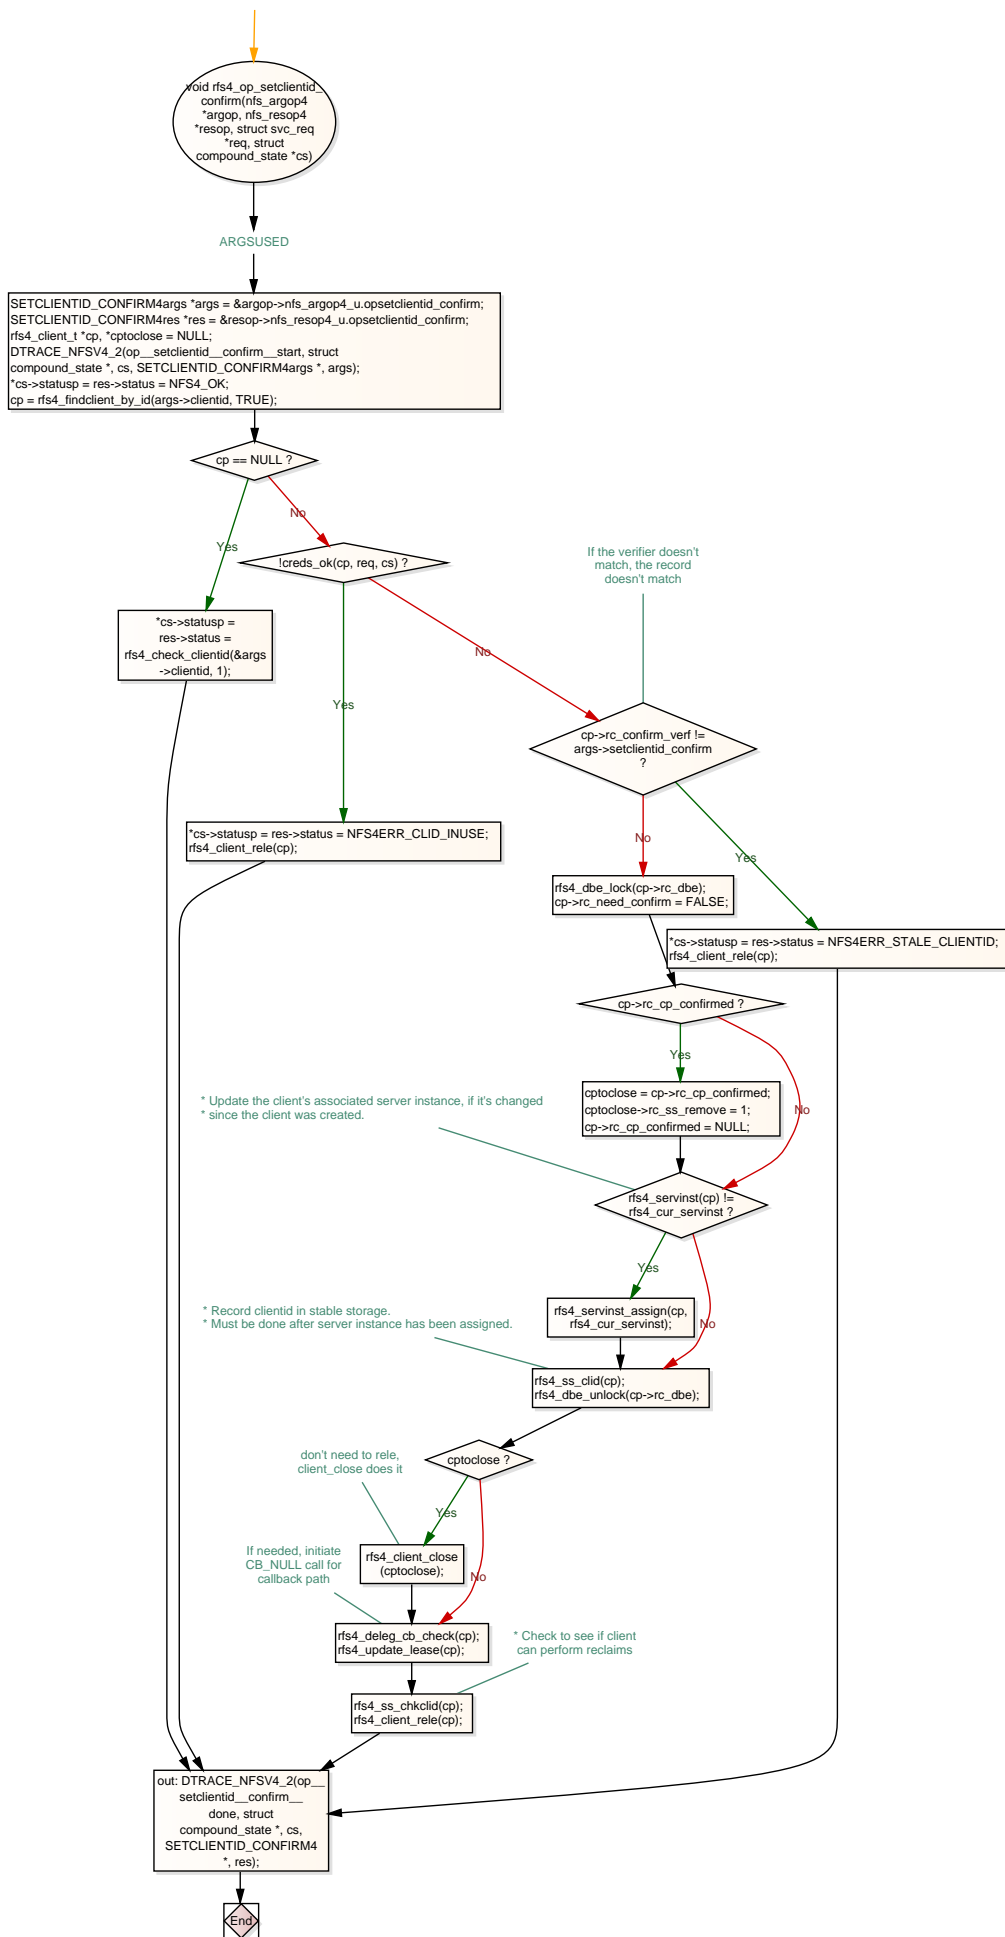 void rfs4_op_setclientid_
confirm(nfs_argop4
*argop, nfs_resop4
*resop, struct svc_req
*req, struct
compound_state *cs)
ARGSUSED
SETCLIENTID_CONFIRM4args *args = &argop->nfs_argop4_u.opsetclientid_confirm;
SETCLIENTID_CONFIRM4res *res = &resop->nfs_resop4_u.opsetclientid_confirm;
rfs4_client_t *cp, *cptoclose = NULL;
DTRACE_NFSV4_2(op__setclientid__confirm__start, struct
compound_state *, cs, SETCLIENTID_CONFIRM4args *, args);
*cs->statusp = res->status = NFS4_OK;
cp = rfs4_findclient_by_id(args->clientid, TRUE);
cp == NULL ?
No
Yes
!creds_ok(cp, req, cs) ?
If the verifier doesn't
match, the record
doesn't match
*cs->statusp =
res->status =
rfs4_check_clientid(&args
->clientid, 1);
No
Yes
cp->rc_confirm_verf !=
args->setclientid_confirm
?
*cs->statusp = res->status = NFS4ERR_CLID_INUSE;
rfs4_client_rele(cp);
No
Yes
rfs4_dbe_lock(cp->rc_dbe);
cp->rc_need_confirm = FALSE;
*cs->statusp = res->status = NFS4ERR_STALE_CLIENTID;
rfs4_client_rele(cp);
cp->rc_cp_confirmed ?
Yes
No
* Update the client's associated server instance, if it's changed
* since the client was created.
cptoclose = cp->rc_cp_confirmed;
cptoclose->rc_ss_remove = 1;
cp->rc_cp_confirmed = NULL;
rfs4_servinst(cp) !=
rfs4_cur_servinst ?
Yes
No
* Record clientid in stable storage.
* Must be done after server instance has been assigned.
rfs4_servinst_assign(cp,
rfs4_cur_servinst);
rfs4_ss_clid(cp);
rfs4_dbe_unlock(cp->rc_dbe);
don't need to rele,
client_close does it
cptoclose ?
Yes
No
If needed, initiate
CB_NULL call for
callback path
rfs4_client_close
(cptoclose);
rfs4_deleg_cb_check(cp);
rfs4_update_lease(cp);
* Check to see if client
can perform reclaims
rfs4_ss_chkclid(cp);
rfs4_client_rele(cp);
out: DTRACE_NFSV4_2(op__
setclientid__confirm__
done, struct
compound_state *, cs,
SETCLIENTID_CONFIRM4
*, res);
End